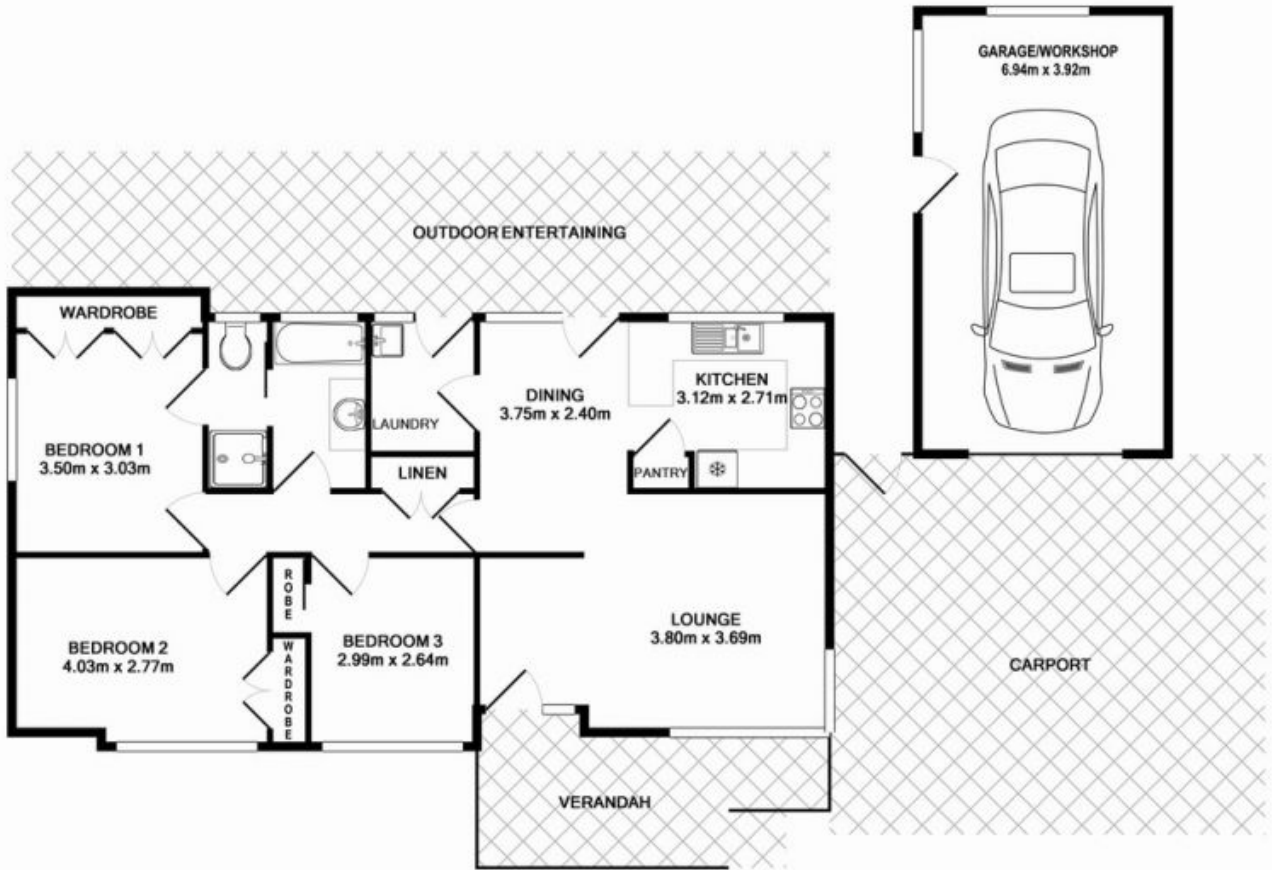 GARAGE/WORKSHOP
6.94m x 3.92m
OUTDOOR ENTERTAINING
WARDROBE
KITCHEN
3.12m x 2.71m
DINING
3.75m x 2.40m
LAUNDRY
BEDROOM 1
3.50m x 3.03m
LINEN
PANTRY
ROBE
LOUNGE
3.80m x 3.69m
BEDROOM 2
4.03m x 2.77m
BEDROOM 3
2.99m x 2.64m
WARDROBE
CARPORT
VERANDAH